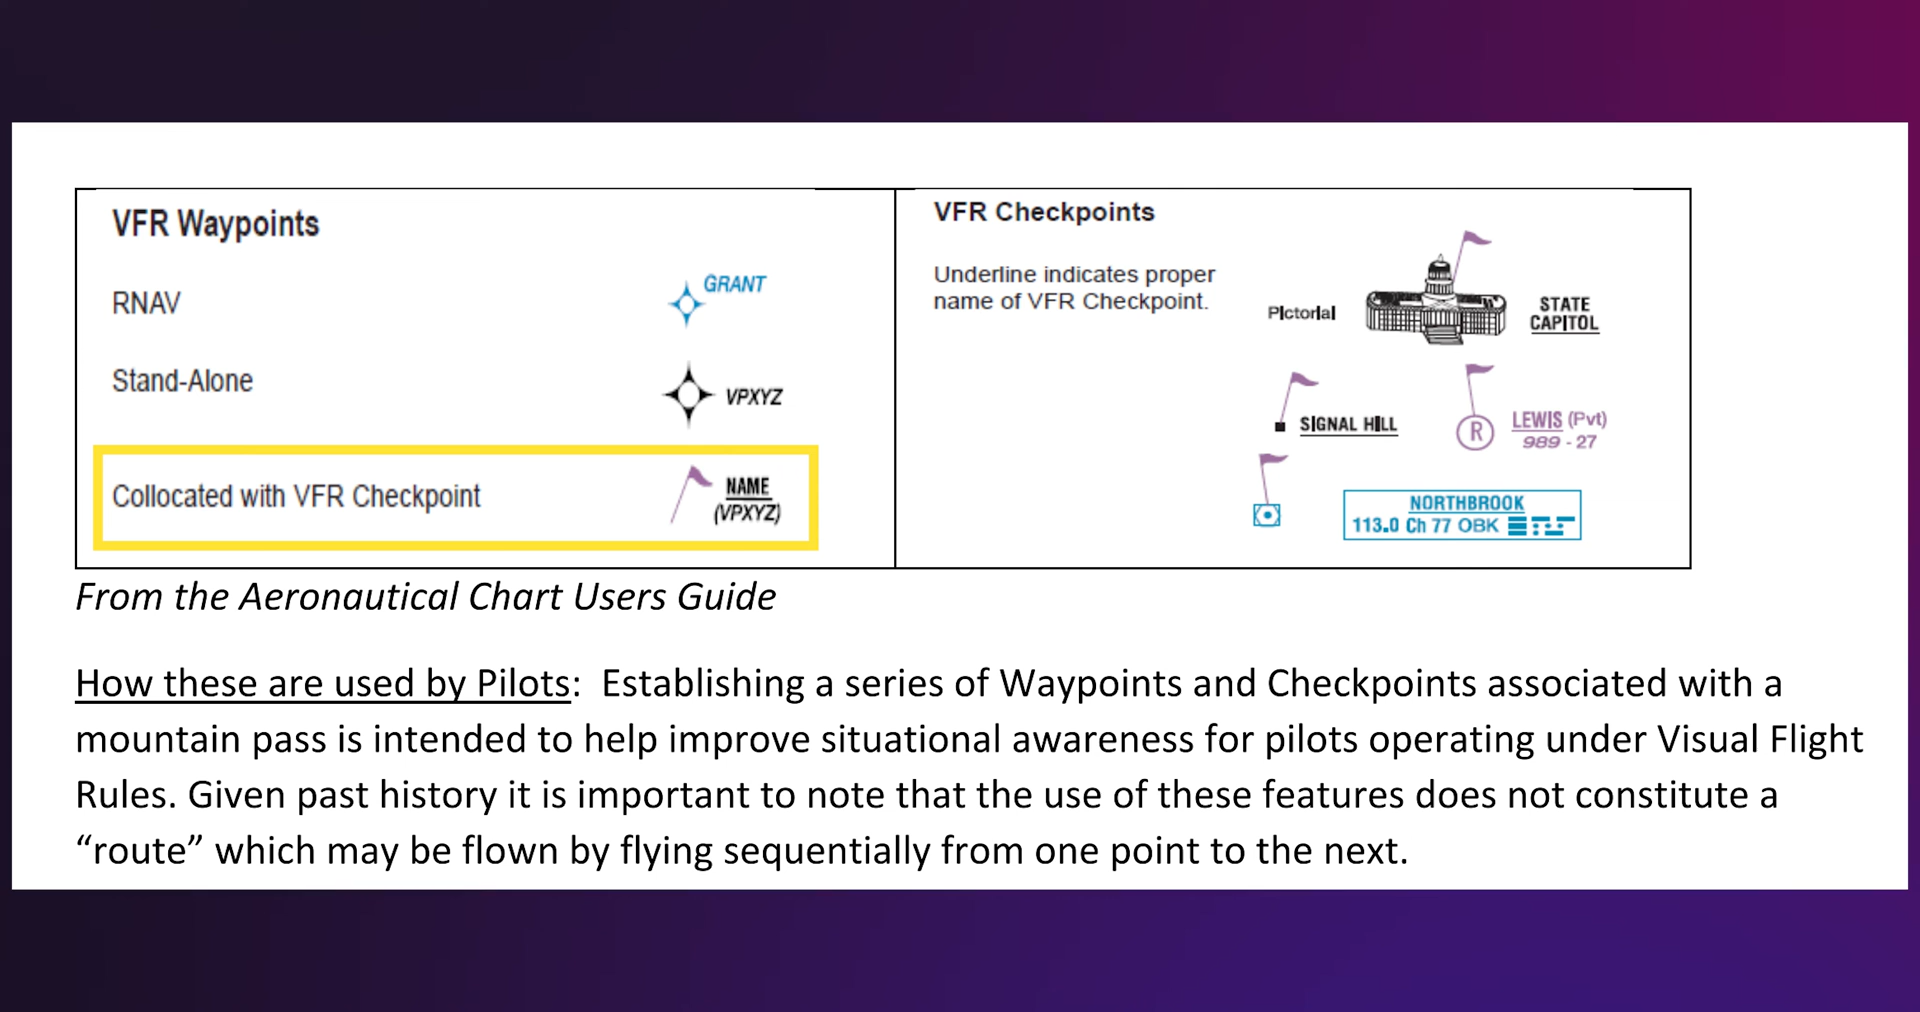 VFR Waypoints
RNAV
GRANT
Stand-Alone
VPXYZ
Collocated with VFR Checkpoint
NAME
(VPXYZ)
VFR Checkpoints
Underline indicates proper
name of VFR Checkpoint.
Pictorial
STATE
CAPITOL
SIGNAL HILL
R
LEWIS (Pvt)
989 - 27
NORTHBROOK
113.0 Ch 77 OBK
From the Aeronautical Chart Users Guide
How these are used by Pilots: Establishing a series of Waypoints and Checkpoints associated with a
mountain pass is intended to help improve situational awareness for pilots operating under Visual Flight
Rules. Given past history it is important to note that the use of these features does not constitute a
“route” which may be flown by flying sequentially from one point to the next.